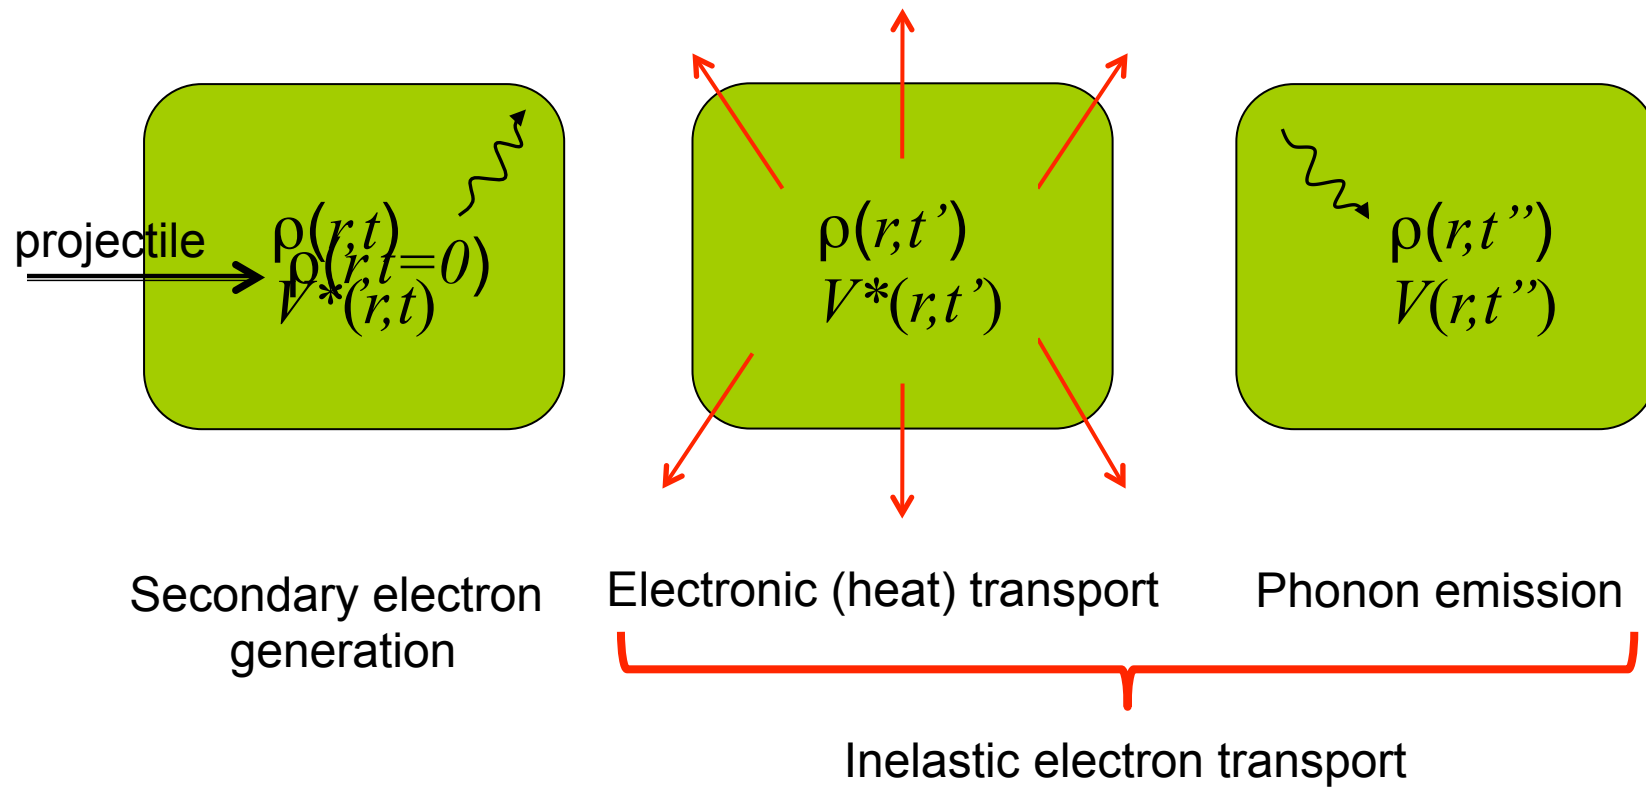 projectile
ρ(r,t)
ρ(r,t=0)
V*(r,t)
ρ(r,t’)
V*(r,t’)
ρ(r,t’’)
V(r,t’’)
Secondary electron
generation
Electronic (heat) transport
Phonon emission
Inelastic electron transport